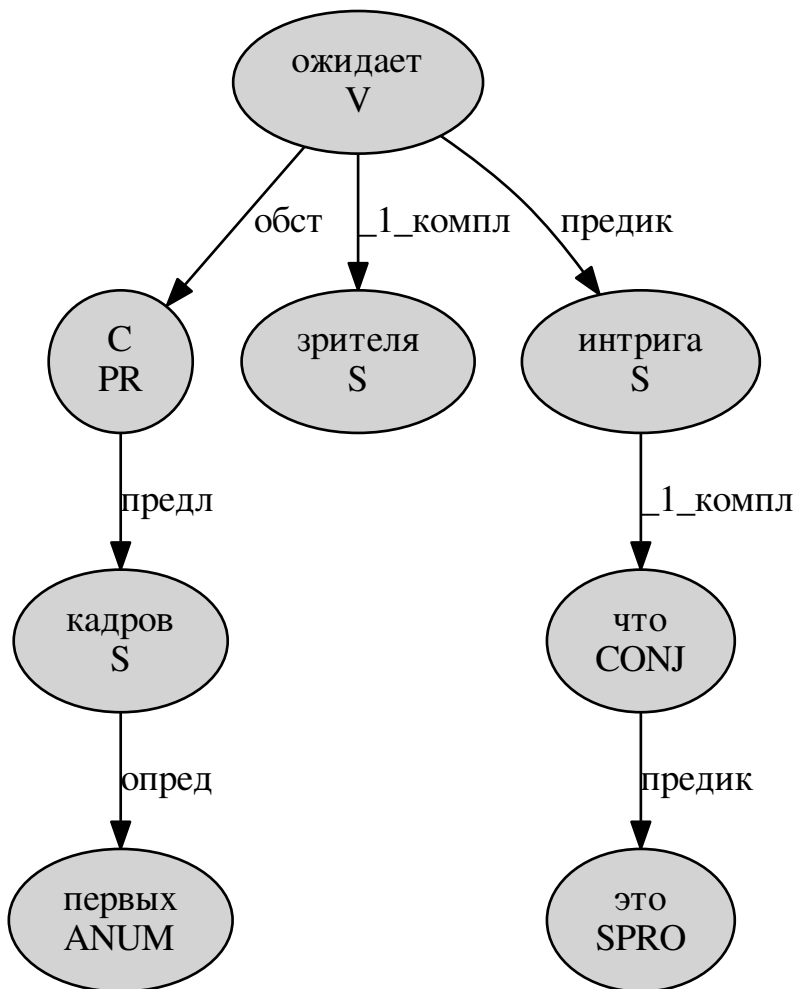 ожидает
V
обст
_1_компл
предик
С
PR
зрителя
S
интрига
S
предл
_1_компл
кадров
S
что
CONJ
опред
предик
первых
ANUM
это
SPRO